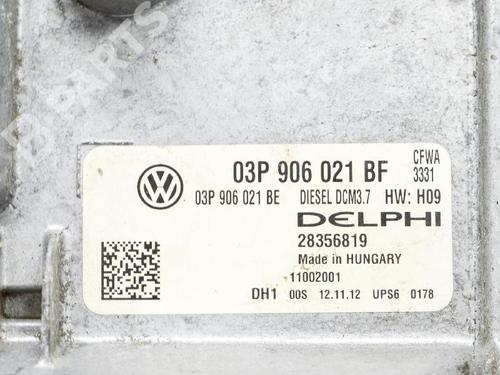 B PARTS
03P 906 021 BF CFWA
3331
03P 906 021 BE DIESEL DCM3.7 HW: H09
DELPHI
28356819
Made in HUNGARY
11002001
DH1 00S 12.11.12 UPS6 0178